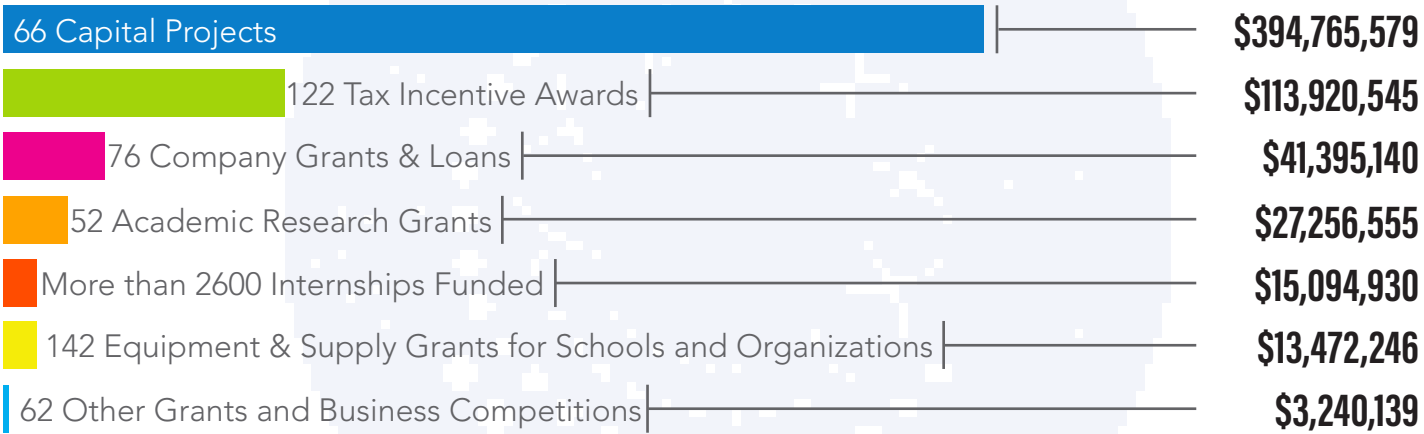 66 Capital Projects $394,765,579
122 Tax Incentive Awards $113,920,545
76 Company Grants & Loans $41,395,140
52 Academic Research Grants $27,256,555
More than 2600 Internships Funded $15,094,930
142 Equipment & Supply Grants for Schools and Organizations $13,472,246
62 Other Grants and Business Competitions $3,240,139